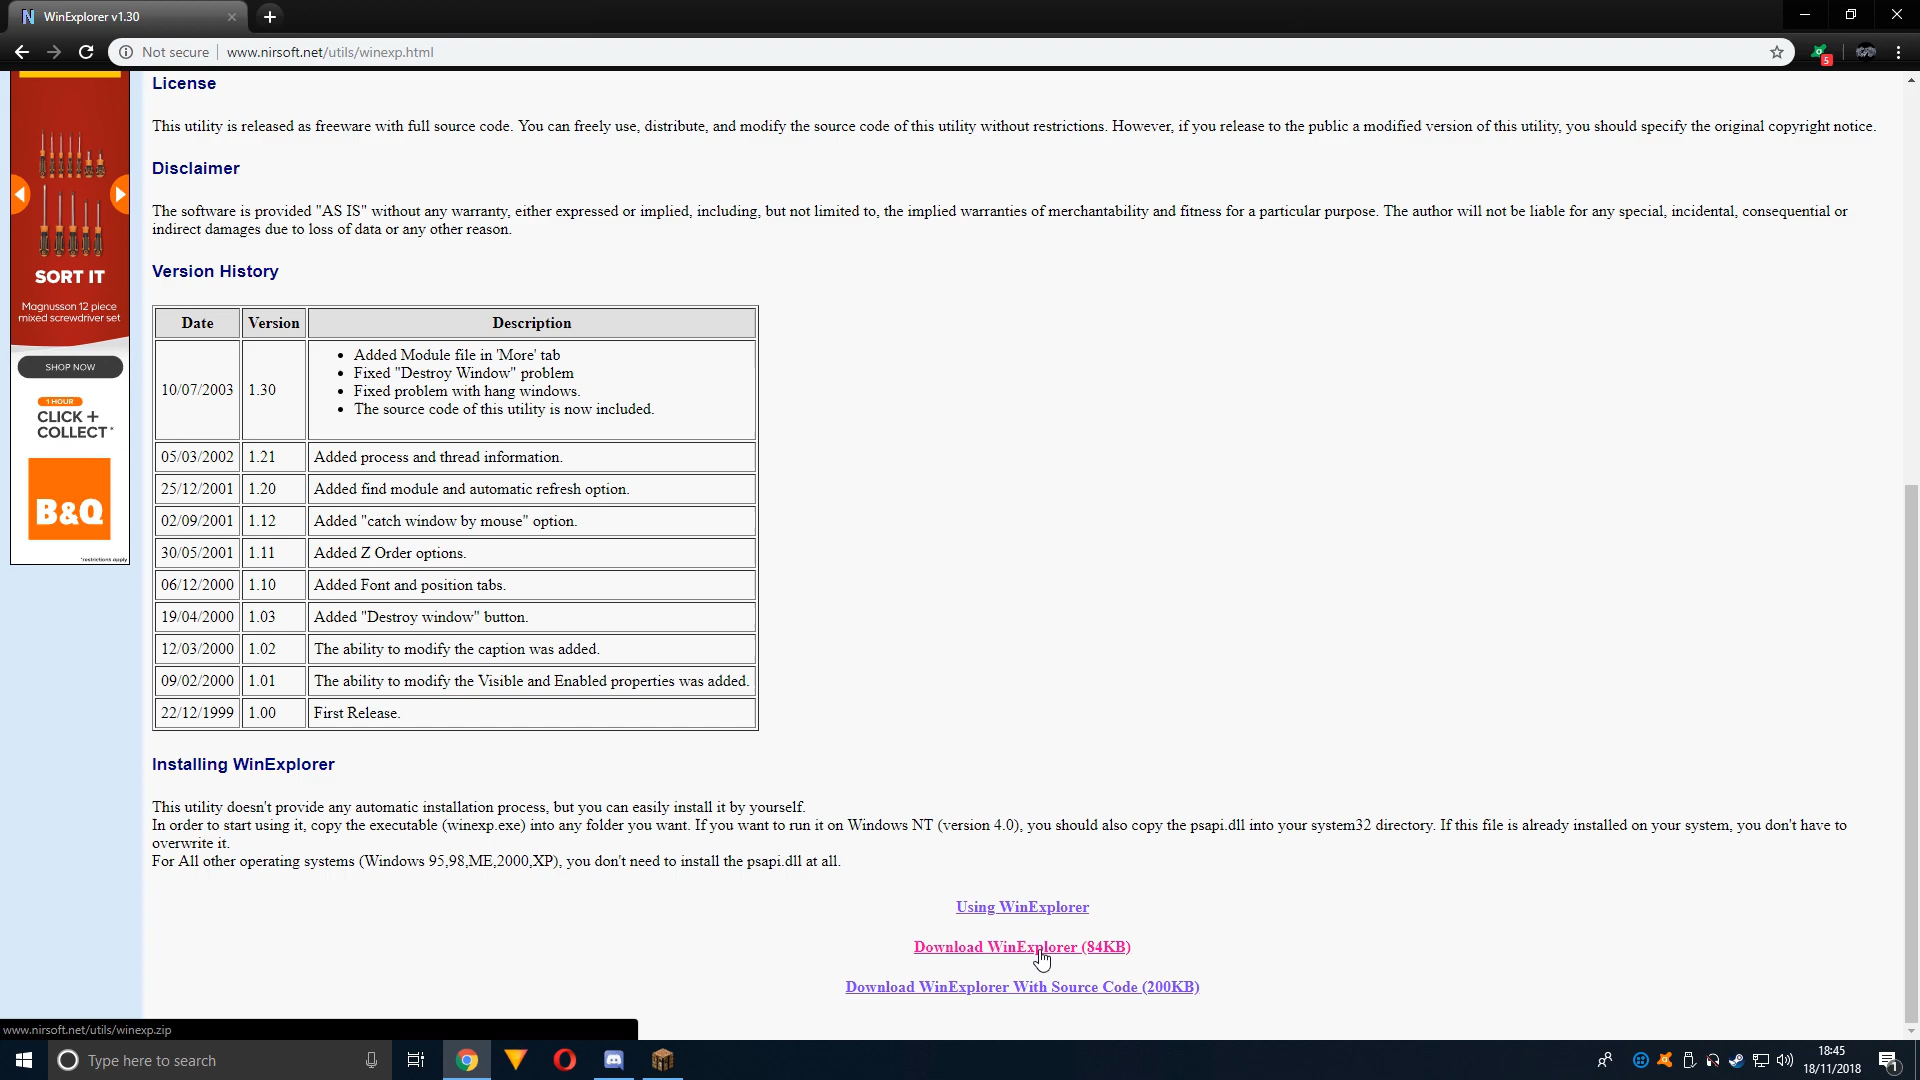 WinExplorer v1.30
Not secure
www.nirsoft.net/utils/winexp.html
5
License
This utility is released as freeware with full source code. You can freely use, distribute, and modify the source code of this utility without restrictions. However, if you release to the public a modified version of this utility, you should specify the original copyright notice.
Disclaimer
The software is provided "AS IS" without any warranty, either expressed or implied, including, but not limited to, the implied warranties of merchantability and fitness for a particular purpose. The author will not be liable for any special, incidental, consequential or
indirect damages due to loss of data or any other reason.
SORT IT
Magnusson 12 piece
mixed screwdriver set
SHOP NOW
1 HOUR
CLICK +
COLLECT*
B&Q
*restrictions apply
Version History
Date Version Description
10/07/2003 1.30
• Added Module file in 'More' tab
• Fixed "Destroy Window" problem
• Fixed problem with hang windows.
• The source code of this utility is now included.
05/03/2002 1.21 Added process and thread information.
25/12/2001 1.20 Added find module and automatic refresh option.
02/09/2001 1.12 Added "catch window by mouse" option.
30/05/2001 1.11 Added Z Order options.
06/12/2000 1.10 Added Font and position tabs.
19/04/2000 1.03 Added "Destroy window" button.
12/03/2000 1.02 The ability to modify the caption was added.
09/02/2000 1.01 The ability to modify the Visible and Enabled properties was added.
22/12/1999 1.00 First Release.
Installing WinExplorer
This utility doesn't provide any automatic installation process, but you can easily install it by yourself.
In order to start using it, copy the executable (winexp.exe) into any folder you want. If you want to run it on Windows NT (version 4.0), you should also copy the psapi.dll into your system32 directory. If this file is already installed on your system, you don't have to
overwrite it.
For All other operating systems (Windows 95,98,ME,2000,XP), you don't need to install the psapi.dll at all.
Using WinExplorer
Download WinExplorer (84KB)
Download WinExplorer With Source Code (200KB)
www.nirsoft.net/utils/winexp.zip
Type here to search
18:45
18/11/2018
1